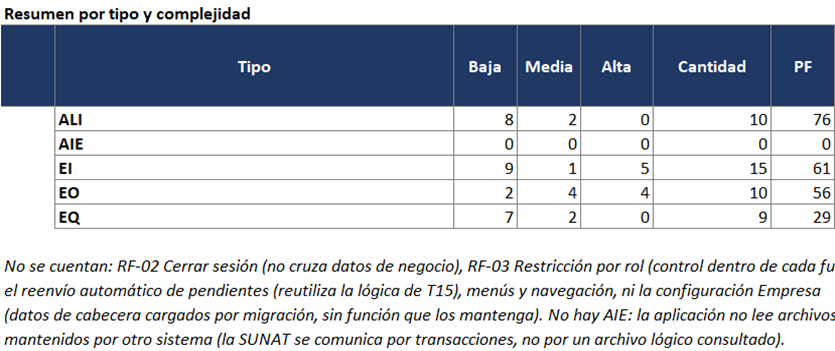 Resumen por tipo y complejidad
Tipo Baja Media Alta Cantidad PF
ALI 8 2 0 10 76
AIE 0 0 0 0 0
EI 9 1 5 15 61
EO 2 4 4 10 56
EQ 7 2 0 9 29
No se cuentan: RF-02 Cerrar sesión (no cruza datos de negocio), RF-03 Restricción por rol (control dentro de cada fu
el reenvío automático de pendientes (reutiliza la lógica de T15), menús y navegación, ni la configuración Empresa
(datos de cabecera cargados por migración, sin función que los mantenga). No hay AIE: la aplicación no lee archivos
mantenidos por otro sistema (la SUNAT se comunica por transacciones, no por un archivo lógico consultado).